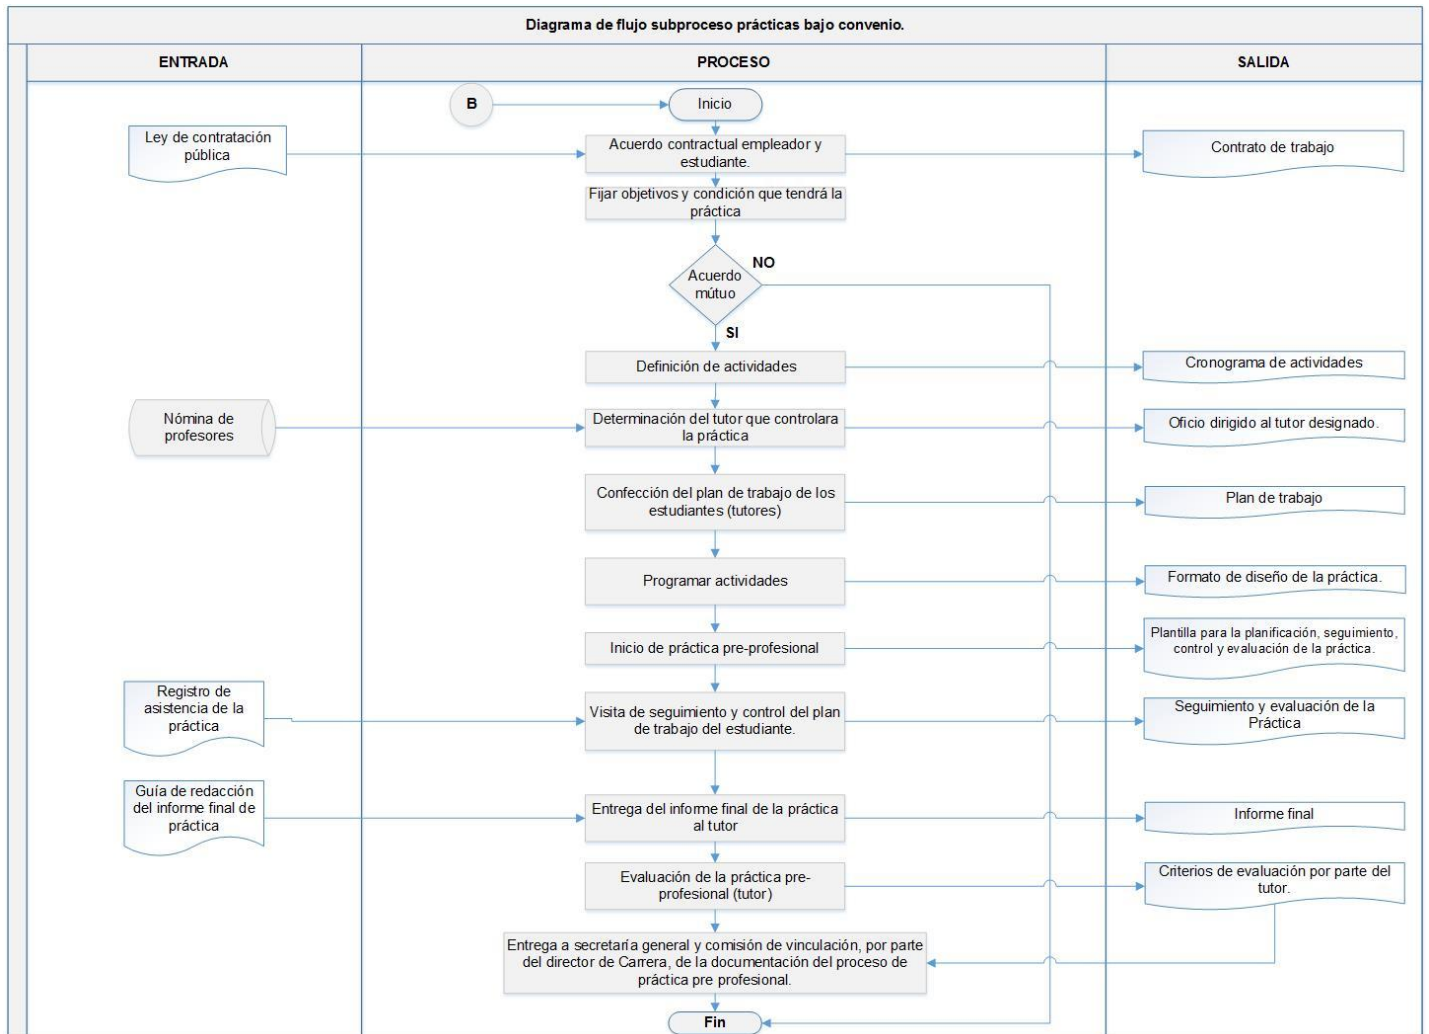 Diagrama de flujo subproceso prácticas bajo convenio.
ENTRADA
PROCESO
SALIDA
B
Inicio
Ley de contratación
pública
Acuerdo contractual empleador y
estudiante.
Contrato de trabajo
Fijar objetivos y condición que tendrá la
práctica
Acuerdo
mútuo
NO
SI
Definición de actividades
Cronograma de actividades
Nómina de
profesores
Determinación del tutor que controlara
la práctica
Oficio dirigido al tutor designado.
Confección del plan de trabajo de los
estudiantes (tutores)
Plan de trabajo
Programar actividades
Formato de diseño de la práctica.
Inicio de práctica pre-profesional
Plantilla para la planificación, seguimiento,
control y evaluación de la práctica.
Registro de
asistencia de la
práctica
Visita de seguimiento y control del plan
de trabajo del estudiante.
Seguimiento y evaluación de la
Práctica
Guía de redacción
del informe final de
práctica
Entrega del informe final de la práctica
al tutor
Informe final
Evaluación de la práctica pre-
profesional (tutor)
Criterios de evaluación por parte del
tutor.
Entrega a secretaría general y comisión de vinculación, por parte
del director de Carrera, de la documentación del proceso de
práctica pre profesional.
Fin